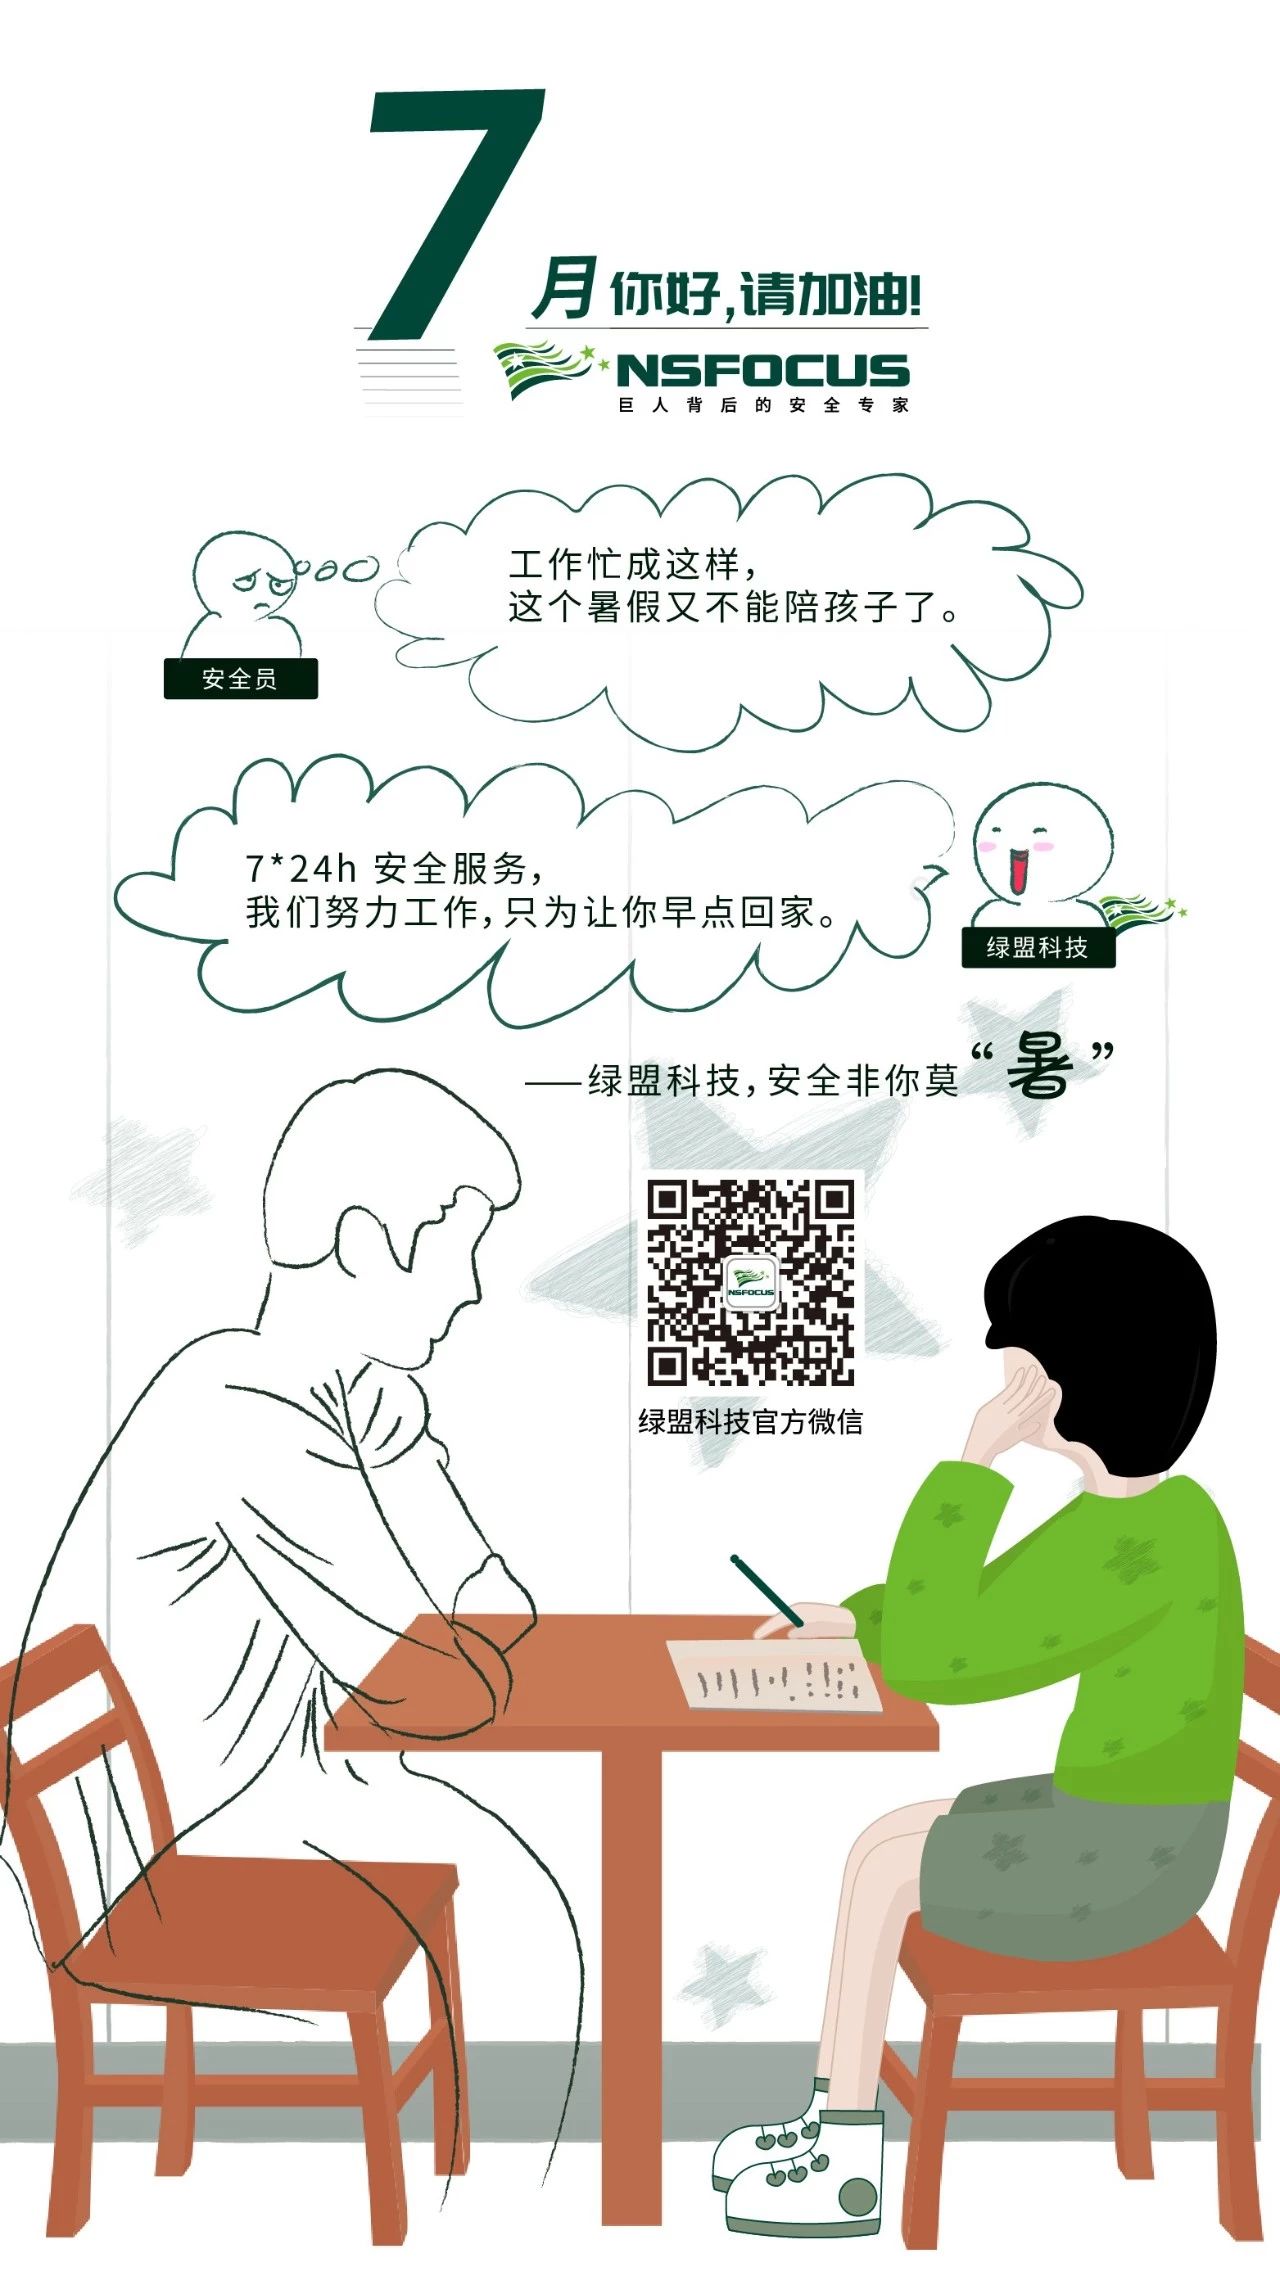 7月你好,请加油!
NSFOCUS
巨人背后的安全专家
工作忙成这样，
这个暑假又不能陪孩子了。
安全员
7*24h 安全服务，
我们努力工作，只为让你早点回家。
绿盟科技
——绿盟科技，安全非你莫“暑”
NSFOCUS
绿盟科技官方微信